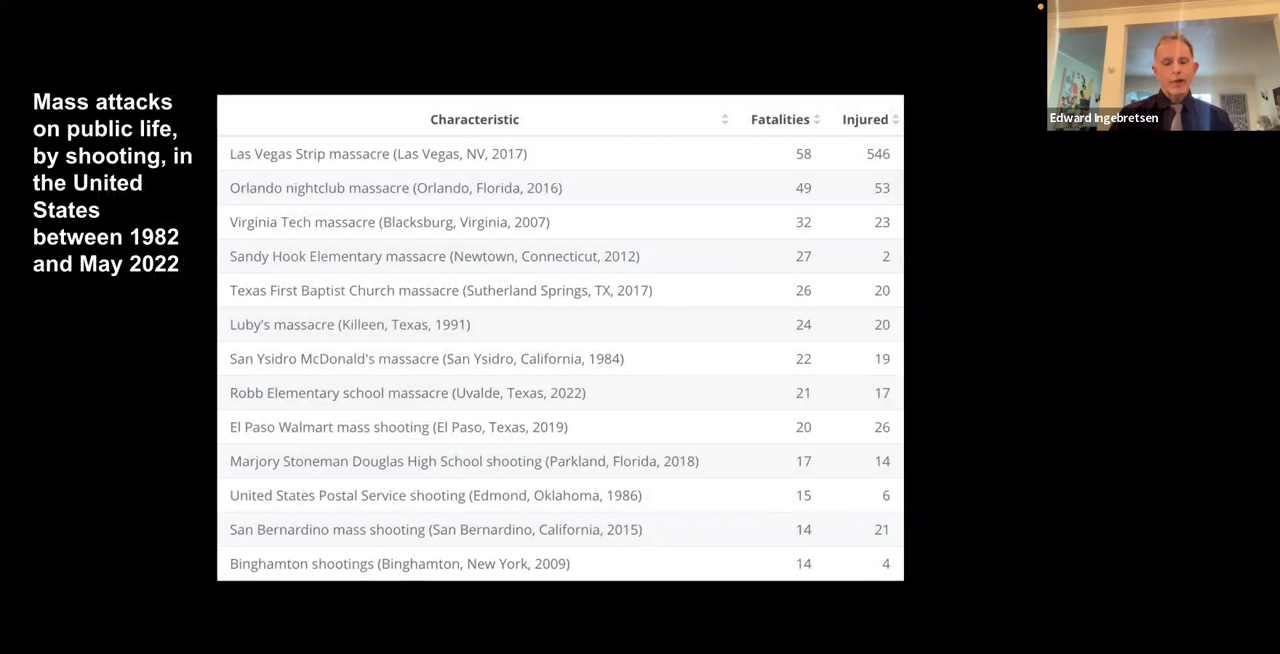 Mass attacks
on public life,
by shooting, in
the United
States
between 1982
and May 2022
Characteristic Fatalities Injured
Las Vegas Strip massacre (Las Vegas, NV, 2017) 58 546
Orlando nightclub massacre (Orlando, Florida, 2016) 49 53
Virginia Tech massacre (Blacksburg, Virginia, 2007) 32 23
Sandy Hook Elementary massacre (Newtown, Connecticut, 2012) 27 2
Texas First Baptist Church massacre (Sutherland Springs, TX, 2017) 26 20
Luby's massacre (Killeen, Texas, 1991) 24 20
San Ysidro McDonald's massacre (San Ysidro, California, 1984) 22 19
Robb Elementary school massacre (Uvalde, Texas, 2022) 21 17
El Paso Walmart mass shooting (El Paso, Texas, 2019) 20 26
Marjory Stoneman Douglas High School shooting (Parkland, Florida, 2018) 17 14
United States Postal Service shooting (Edmond, Oklahoma, 1986) 15 6
San Bernardino mass shooting (San Bernardino, California, 2015) 14 21
Binghamton shootings (Binghamton, New York, 2009) 14 4
Edward Ingebretsen